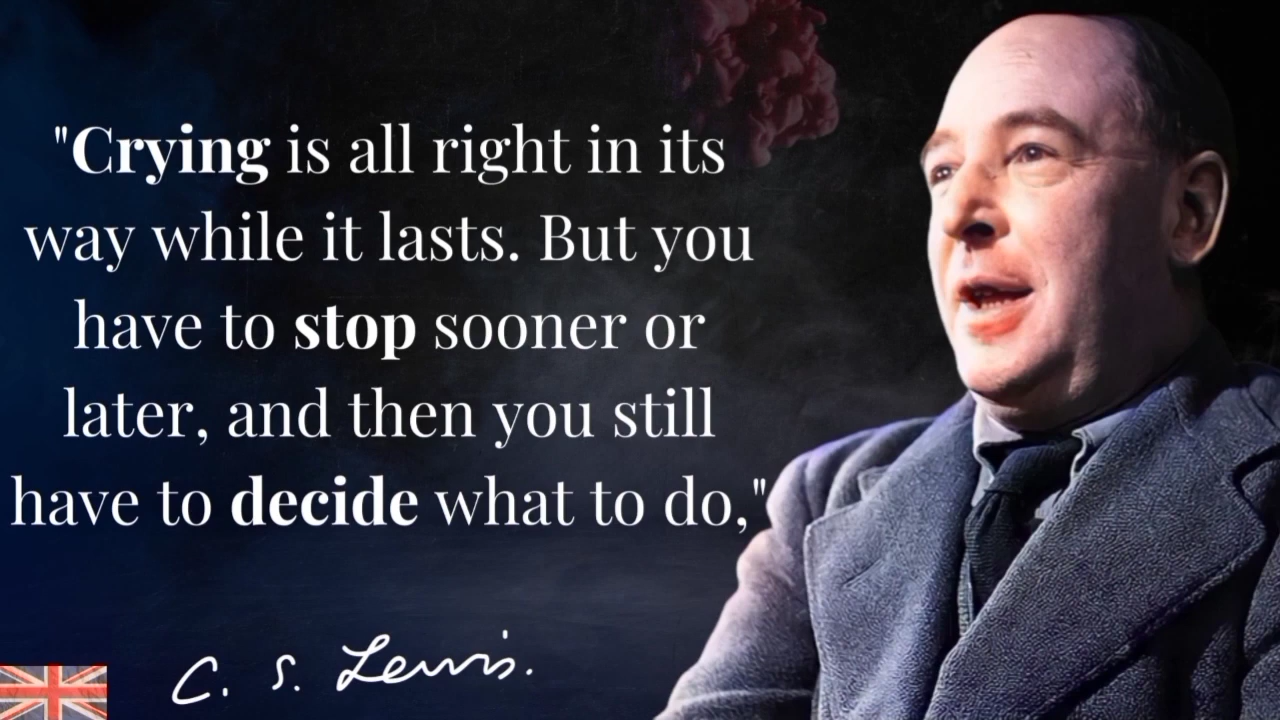 "Crying is all right in its
way while it lasts. But you
have to stop sooner or
later, and then you still
have to decide what to do,"
C. S. Lewis.